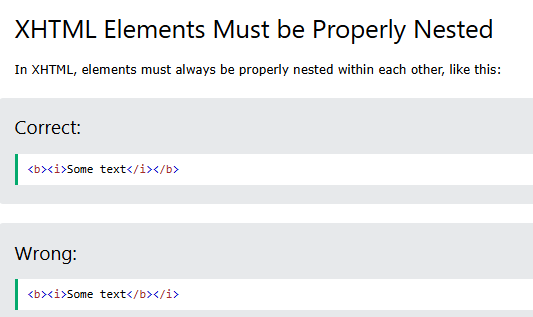 XHTML Elements Must be Properly Nested
In XHTML, elements must always be properly nested within each other, like this:
Correct:
<b><i>Some text</i></b>
Wrong:
<b><i>Some text</b></i>